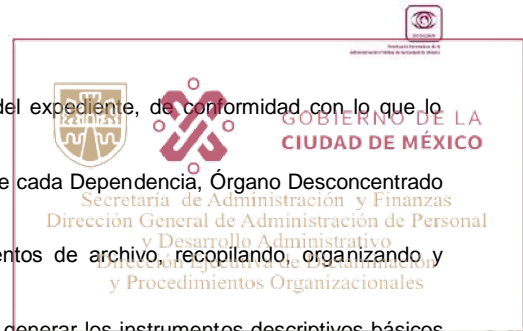 del expediente, de conformidad con lo que lo
GOBIERNO DE LA
CIUDAD DE MÉXICO
e cada Dependencia, Órgano Desconcentrado
Secretaría de Administración y Finanzas
Dirección General de Administración de Personal
y Desarrollo Administrativo
entos de archivo, recopilando, organizando y
Dirección Ejecutiva de Dictaminación
y Procedimientos Organizacionales
generar los instrumentos descriptivos básicos